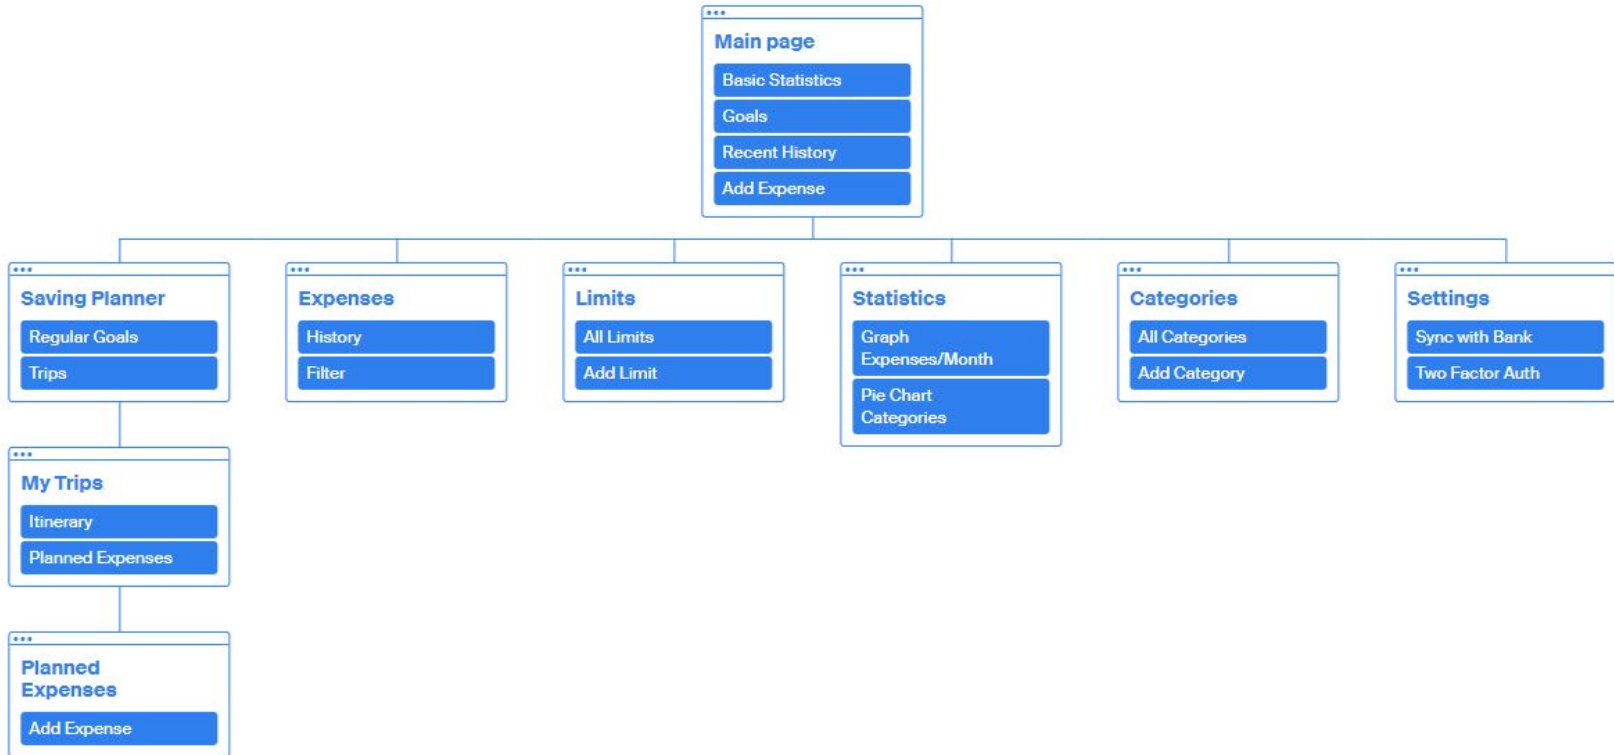 Main page
Basic Statistics
Goals
Recent History
Add Expense
Saving Planner
Regular Goals
Trips
Expenses
History
Filter
Limits
All Limits
Add Limit
Statistics
Graph
Expenses/Month
Pie Chart
Categories
Categories
All Categories
Add Category
Settings
Sync with Bank
Two Factor Auth
My Trips
Itinerary
Planned Expenses
Planned
Expenses
Add Expense